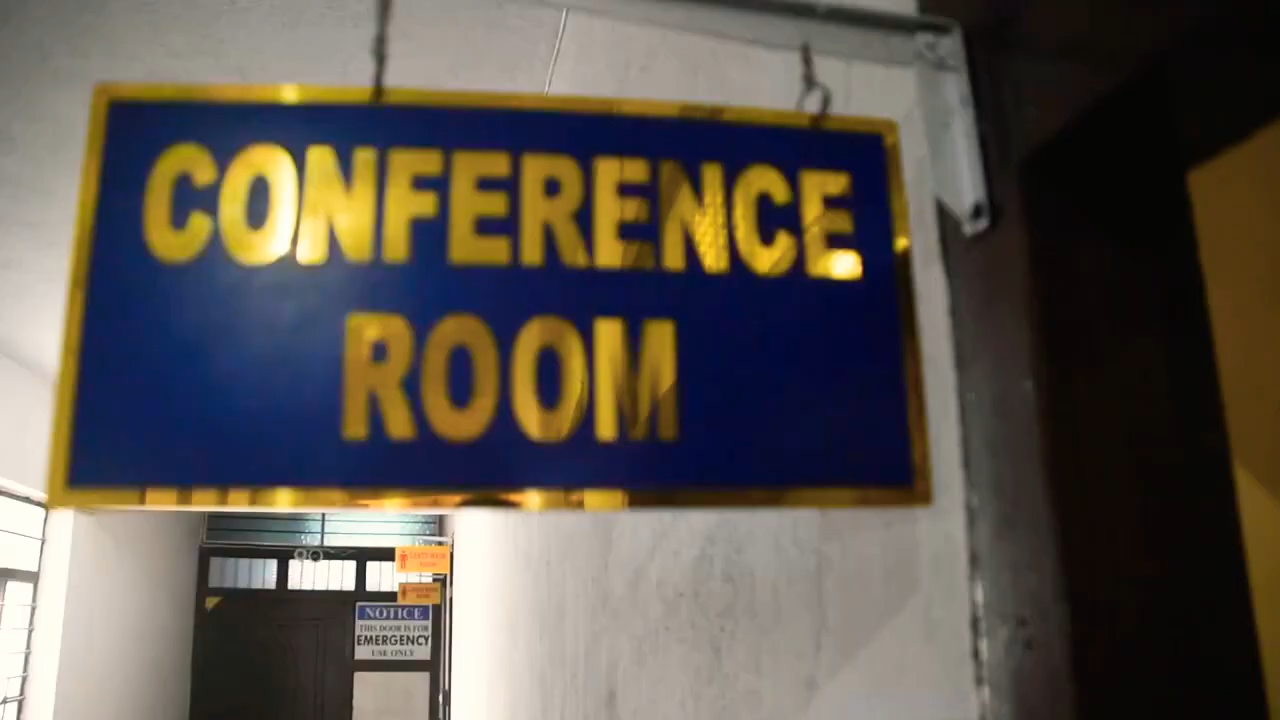 CONFERENCE
ROOM
NOTICE
THIS DOOR IS FOR
EMERGENCY
USE ONLY